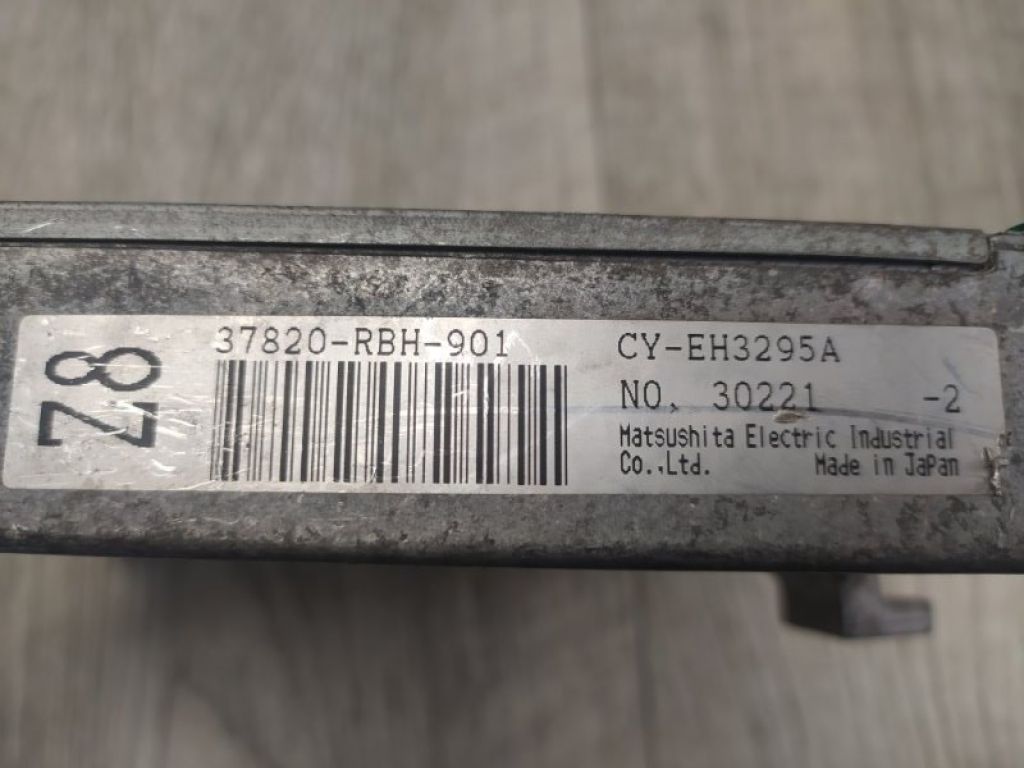 Z8
37820-RBH-901
CY-EH3295A
NO. 30221 -2
Matsushita Electric Industrial
Co.,Ltd. Made in JaPan